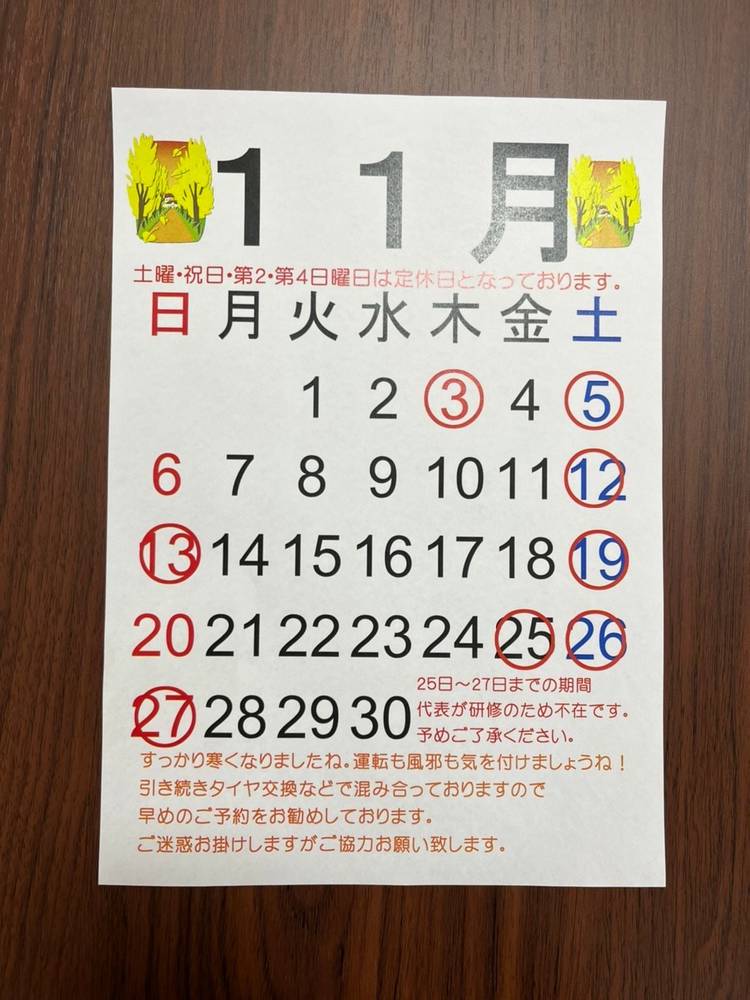 11月
土曜・祝日・第2・第4日曜日は定休日となっております。
日 月 火 水 木 金 土
1 2 3 4 5
6 7 8 9 10 11 12
13 14 15 16 17 18 19
20 21 22 23 24 25 26
27 28 29 30
25日～27日までの期間
代表が研修のため不在です。
予めご了承ください。
すっかり寒くなりましたね。運転も風邪も気を付けましょうね！
引き続きタイヤ交換などで混み合っておりますので
早めのご予約をお勧めしております。
ご迷惑お掛けしますがご協力お願い致します。